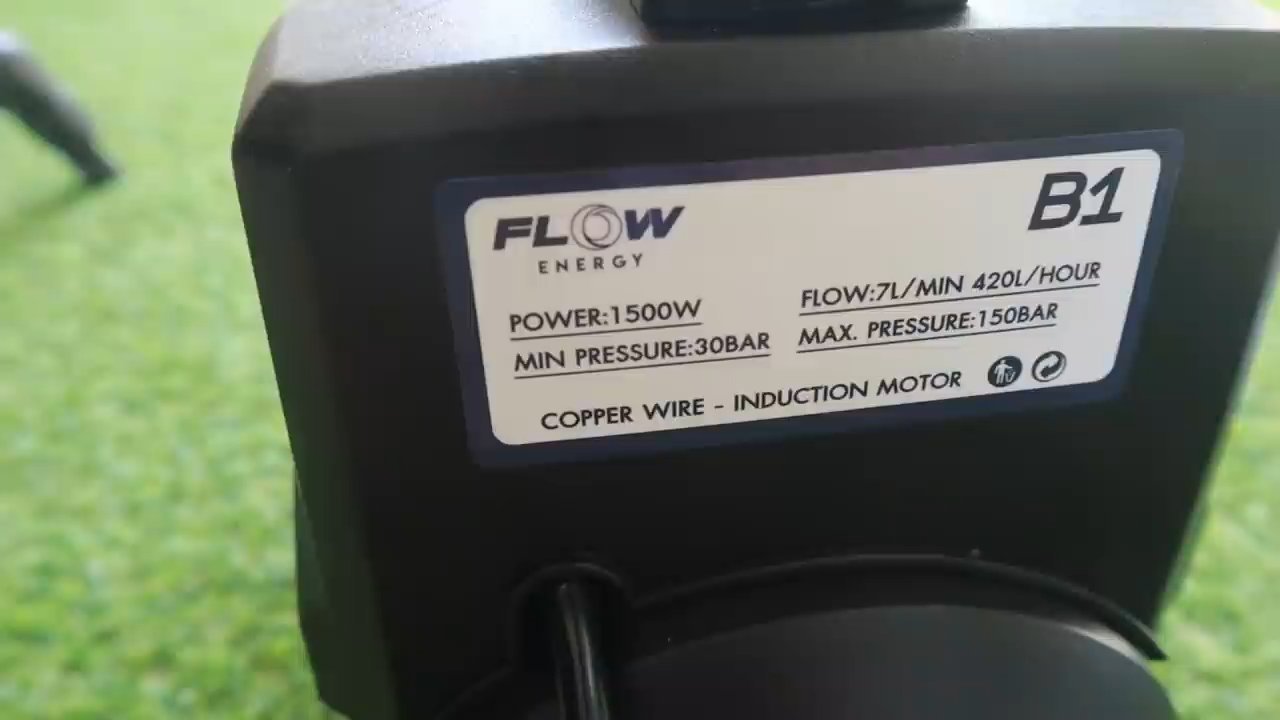 FLOW
ENERGY
B1
POWER:1500W
MIN PRESSURE:30BAR
FLOW:7L/MIN 420L/HOUR
MAX. PRESSURE:150BAR
COPPER WIRE - INDUCTION MOTOR